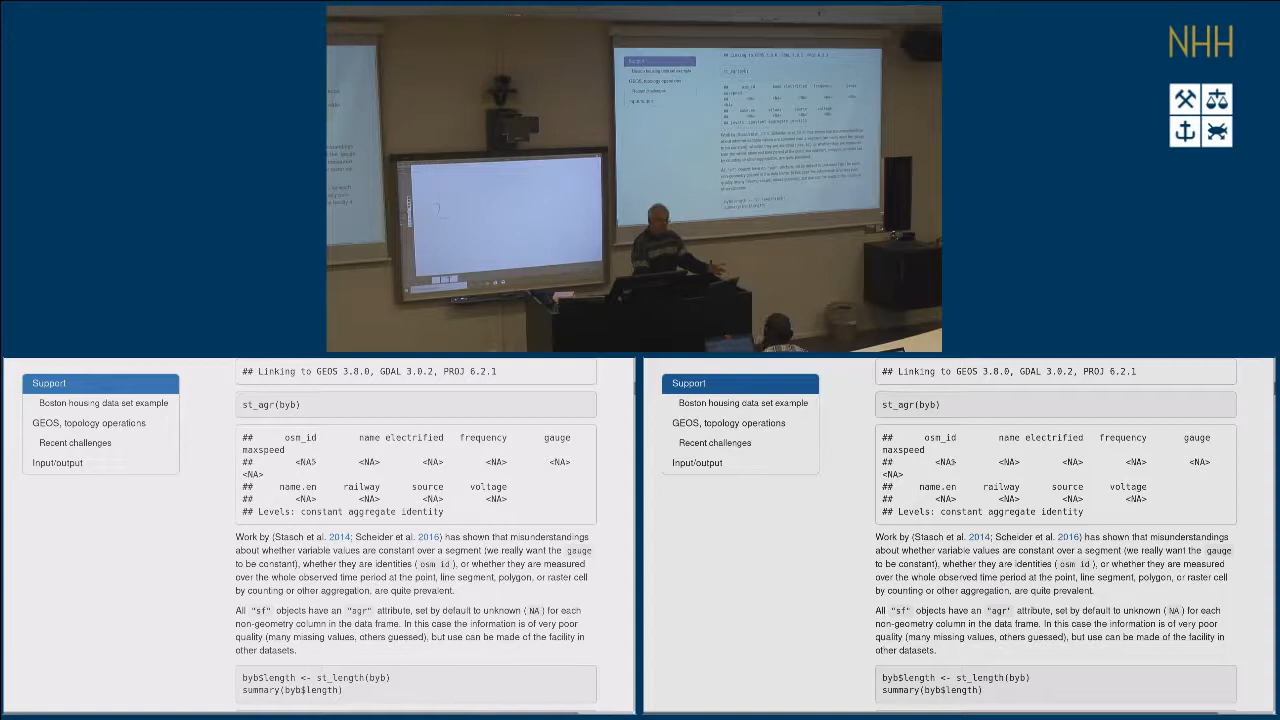 NHH
## Linking to GEOS 3.8.0, GDAL 3.0.2, PROJ 6.2.1
Support
Boston housing data set example
GEOS, topology operations
Recent challenges
Input/output
st_agr(byb)
## osm_id name electrified frequency gauge
maxspeed
## <NA> <NA> <NA> <NA> <NA>
<NA>
## name.en railway source voltage
## <NA> <NA> <NA> <NA>
## Levels: constant aggregate identity
Work by (Stasch et al. 2014; Scheider et al. 2016) has shown that misunderstandings
about whether variable values are constant over a segment (we really want the gauge
to be constant), whether they are identities (osm_id), or whether they are measured
over the whole observed time period at the point, line segment, polygon, or raster cell
by counting or other aggregation, are quite prevalent.
All "sf" objects have an "agr" attribute, set by default to unknown (NA) for each
non-geometry column in the data frame. In this case the information is of very poor
quality (many missing values, others guessed), but use can be made of the facility in
other datasets.
byb$length <- st_length(byb)
summary(byb$length)
## Linking to GEOS 3.8.0, GDAL 3.0.2, PROJ 6.2.1
Support
Boston housing data set example
GEOS, topology operations
Recent challenges
Input/output
st_agr(byb)
## osm_id name electrified frequency gauge
maxspeed
## <NA> <NA> <NA> <NA> <NA>
<NA>
## name.en railway source voltage
## <NA> <NA> <NA> <NA>
## Levels: constant aggregate identity
Work by (Stasch et al. 2014; Scheider et al. 2016) has shown that misunderstandings
about whether variable values are constant over a segment (we really want the gauge
to be constant), whether they are identities (osm_id), or whether they are measured
over the whole observed time period at the point, line segment, polygon, or raster cell
by counting or other aggregation, are quite prevalent.
All "sf" objects have an "agr" attribute, set by default to unknown (NA) for each
non-geometry column in the data frame. In this case the information is of very poor
quality (many missing values, others guessed), but use can be made of the facility in
other datasets.
byb$length <- st_length(byb)
summary(byb$length)